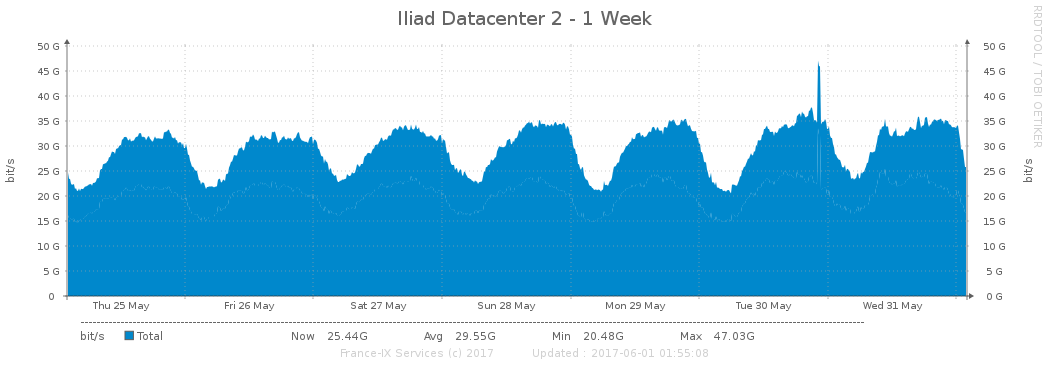 Iliad Datacenter 2 - 1 Week
RRDTOOL / TOBI OETIKER
bit/s
50 G 50 G
45 G 45 G
40 G 40 G
35 G 35 G
30 G 30 G
25 G 25 G
20 G 20 G
15 G 15 G
10 G 10 G
5 G 5 G
0 0 G
bit/s
Thu 25 May Fri 26 May Sat 27 May Sun 28 May Mon 29 May Tue 30 May Wed 31 May
bit/s Total Now 25.44G Avg 29.55G Min 20.48G Max 47.03G
France-IX Services (c) 2017 Updated : 2017-06-01 01:55:08